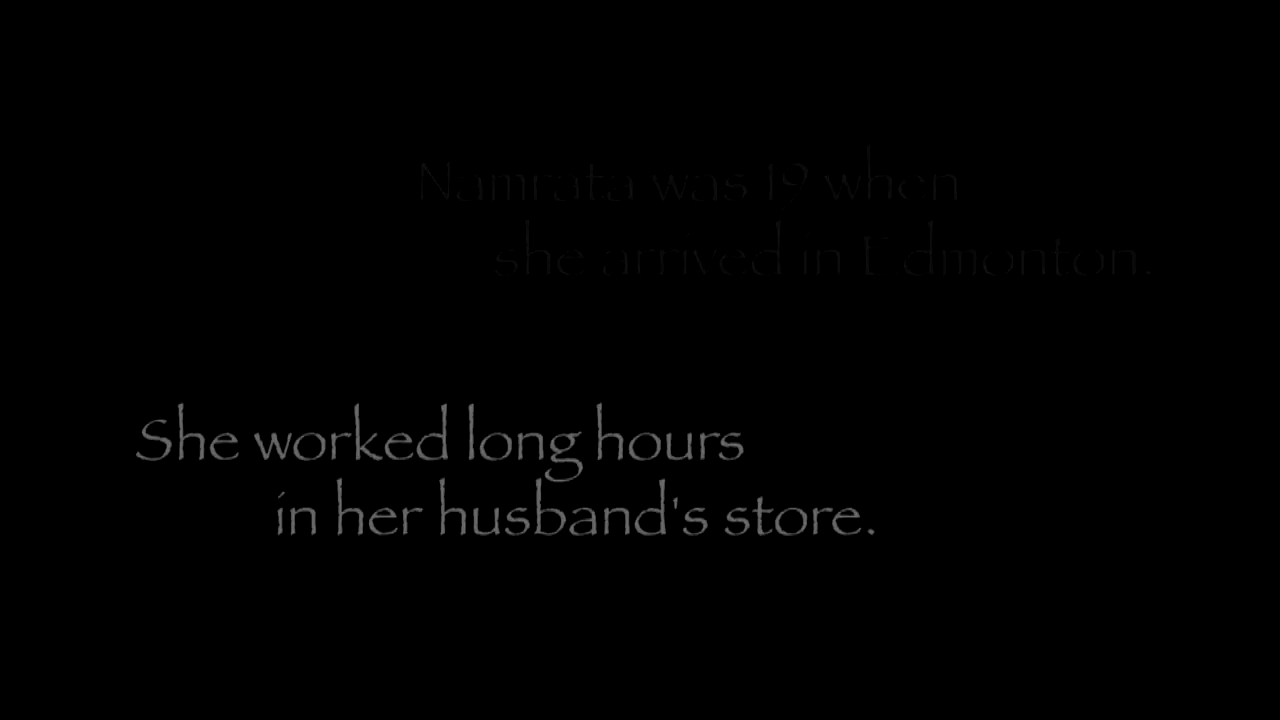 Namrata was 19 when
she arrived in Edmonton.
She worked long hours
in her husband's store.